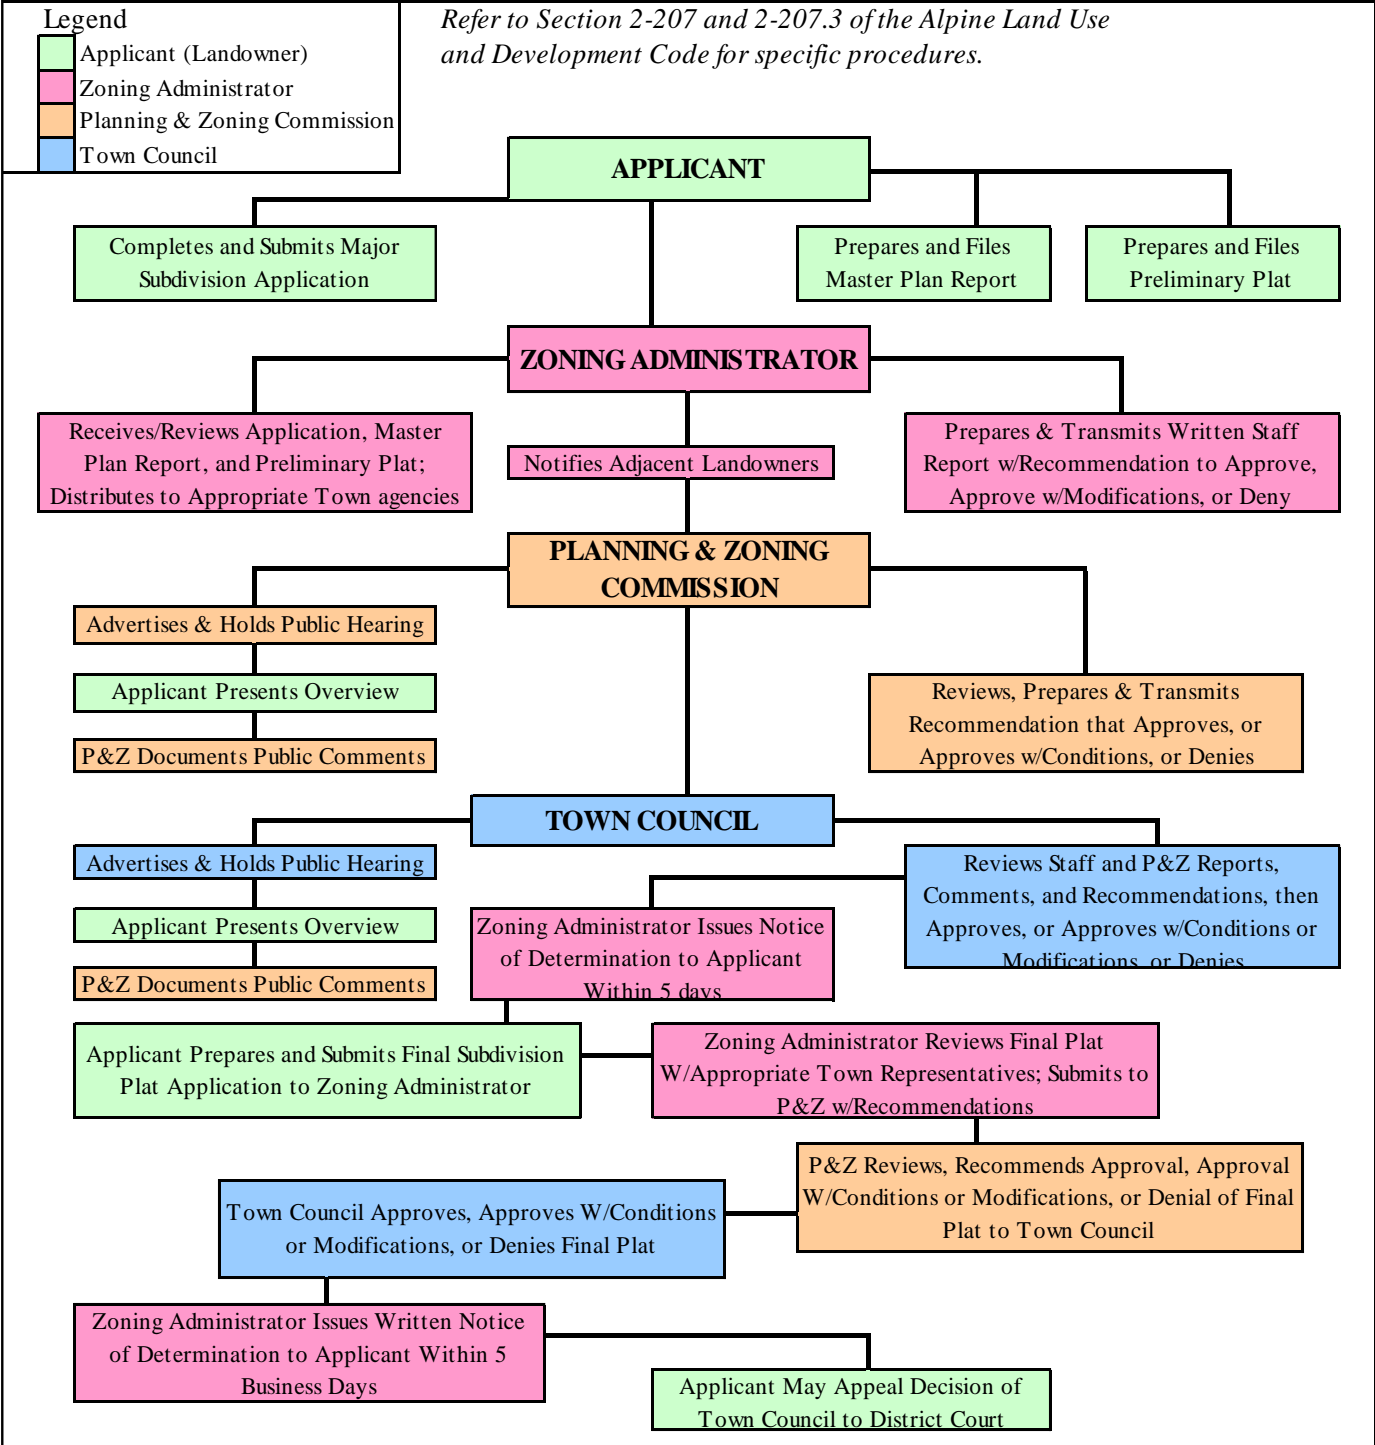 Legend
Applicant (Landowner)
Zoning Administrator
Planning & Zoning Commission
Town Council
Refer to Section 2-207 and 2-207.3 of the Alpine Land Use
and Development Code for specific procedures.
APPLICANT
Completes and Submits Major
Subdivision Application
Prepares and Files
Master Plan Report
Prepares and Files
Preliminary Plat
ZONING ADMINISTRATOR
Receives/Reviews Application, Master
Plan Report, and Preliminary Plat;
Distributes to Appropriate Town agencies
Notifies Adjacent Landowners
Prepares & Transmits Written Staff
Report w/Recommendation to Approve,
Approve w/Modifications, or Deny
PLANNING & ZONING
COMMISSION
Advertises & Holds Public Hearing
Applicant Presents Overview
P&Z Documents Public Comments
Reviews, Prepares & Transmits
Recommendation that Approves, or
Approves w/Conditions, or Denies
TOWN COUNCIL
Advertises & Holds Public Hearing
Applicant Presents Overview
P&Z Documents Public Comments
Zoning Administrator Issues Notice
of Determination to Applicant
Within 5 days
Reviews Staff and P&Z Reports,
Comments, and Recommendations, then
Approves, or Approves w/Conditions or
Modifications, or Denies
Applicant Prepares and Submits Final Subdivision
Plat Application to Zoning Administrator
Zoning Administrator Reviews Final Plat
W/Appropriate Town Representatives; Submits to
P&Z w/Recommendations
P&Z Reviews, Recommends Approval, Approval
W/Conditions or Modifications, or Denial of Final
Plat to Town Council
Town Council Approves, Approves W/Conditions
or Modifications, or Denies Final Plat
Zoning Administrator Issues Written Notice
of Determination to Applicant Within 5
Business Days
Applicant May Appeal Decision of
Town Council to District Court